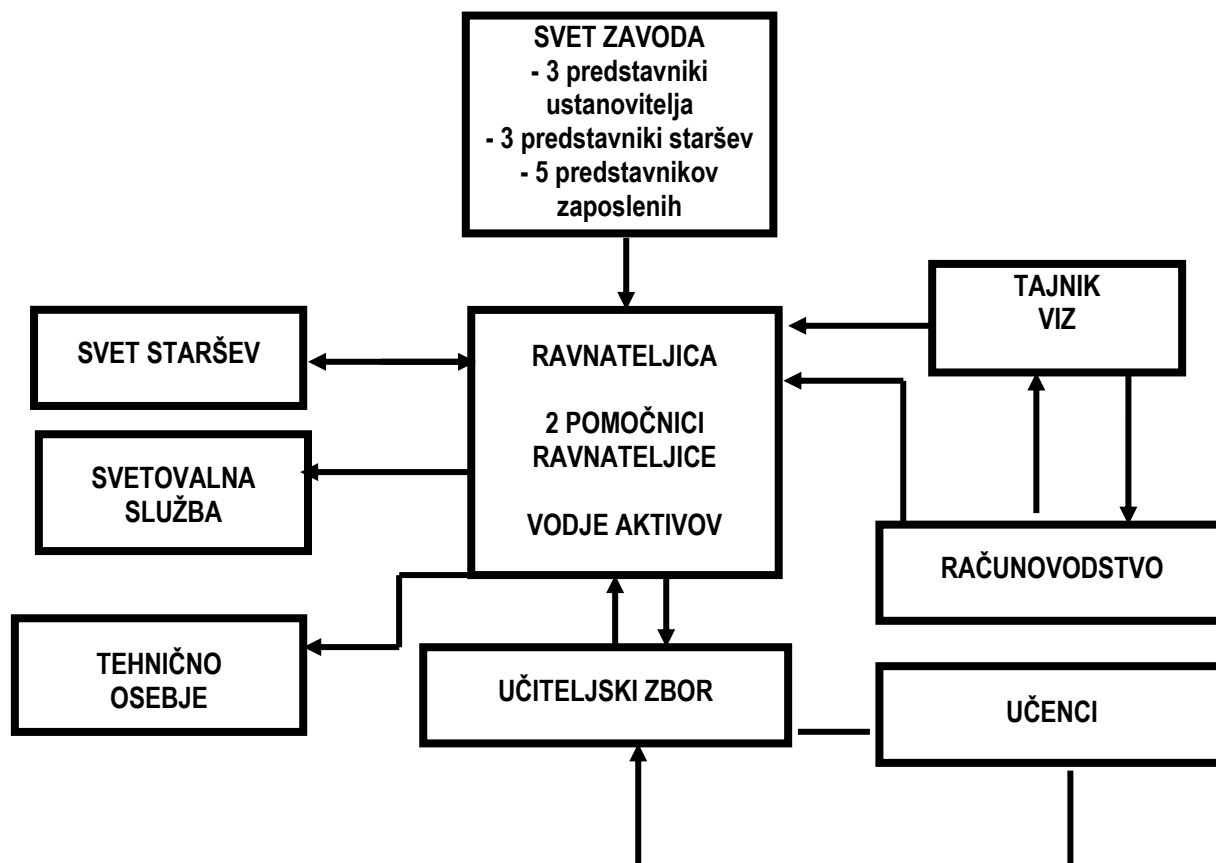 SVET ZAVODA
- 3 predstavniki
ustanovitelja
- 3 predstavniki staršev
- 5 predstavnikov
zaposlenih
TAJNIK
VIZ
SVET STARŠEV
RAVNATELJICA
2 POMOČNICI
RAVNATELJICE
VODJE AKTIVOV
SVETOVALNA
SLUŽBA
RAČUNOVODSTVO
TEHNIČNO
OSEBJE
UČITELJSKI ZBOR
UČENCI